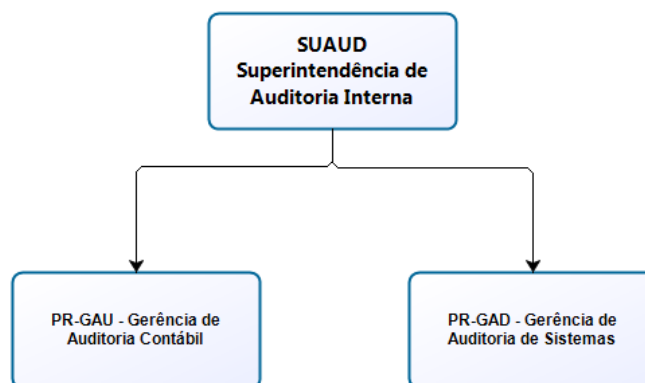 SUAUD
Superintendência de
Auditoria Interna
PR-GAU - Gerência de
Auditoria Contábil
PR-GAD - Gerência de
Auditoria de Sistemas